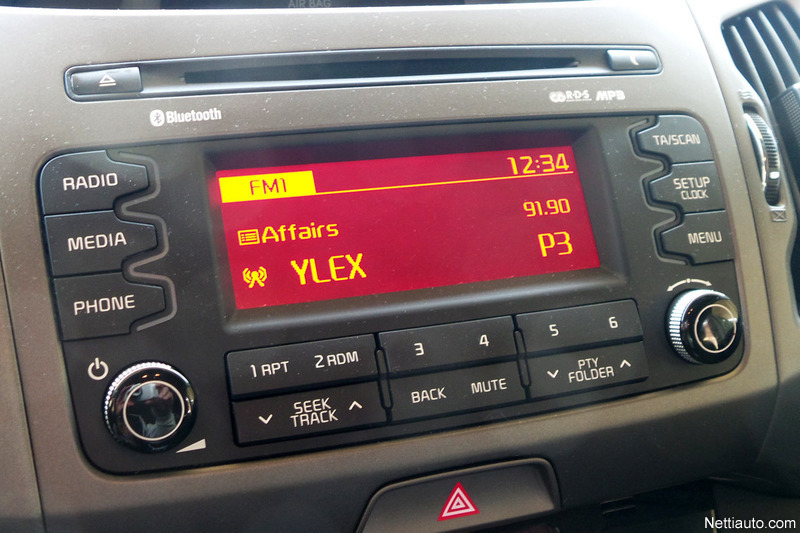 AIR BAG
Bluetooth
R·D·S MP3
RADIO
MEDIA
PHONE
FM1 12:34
Affairs 91.90
YLEX P3
TA/SCAN
SETUP
CLOCK
MENU
1 RPT 2 RDM 3 4 5 6
SEEK
TRACK
BACK MUTE
PTY
FOLDER
Nettiauto.com